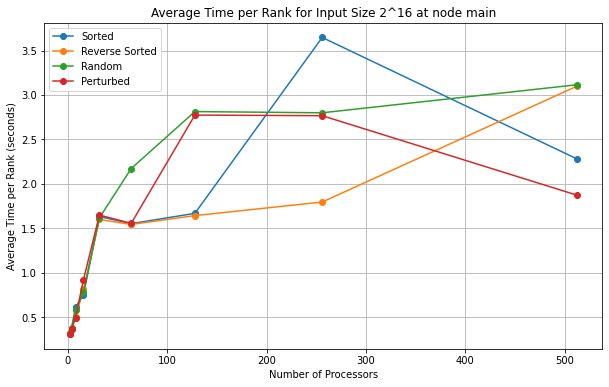 Average Time per Rank for Input Size 2^16 at node main
Sorted
Reverse Sorted
Random
Perturbed
Average Time per Rank (seconds)
3.5
3.0
2.5
2.0
1.5
1.0
0.5
0 100 200 300 400 500
Number of Processors